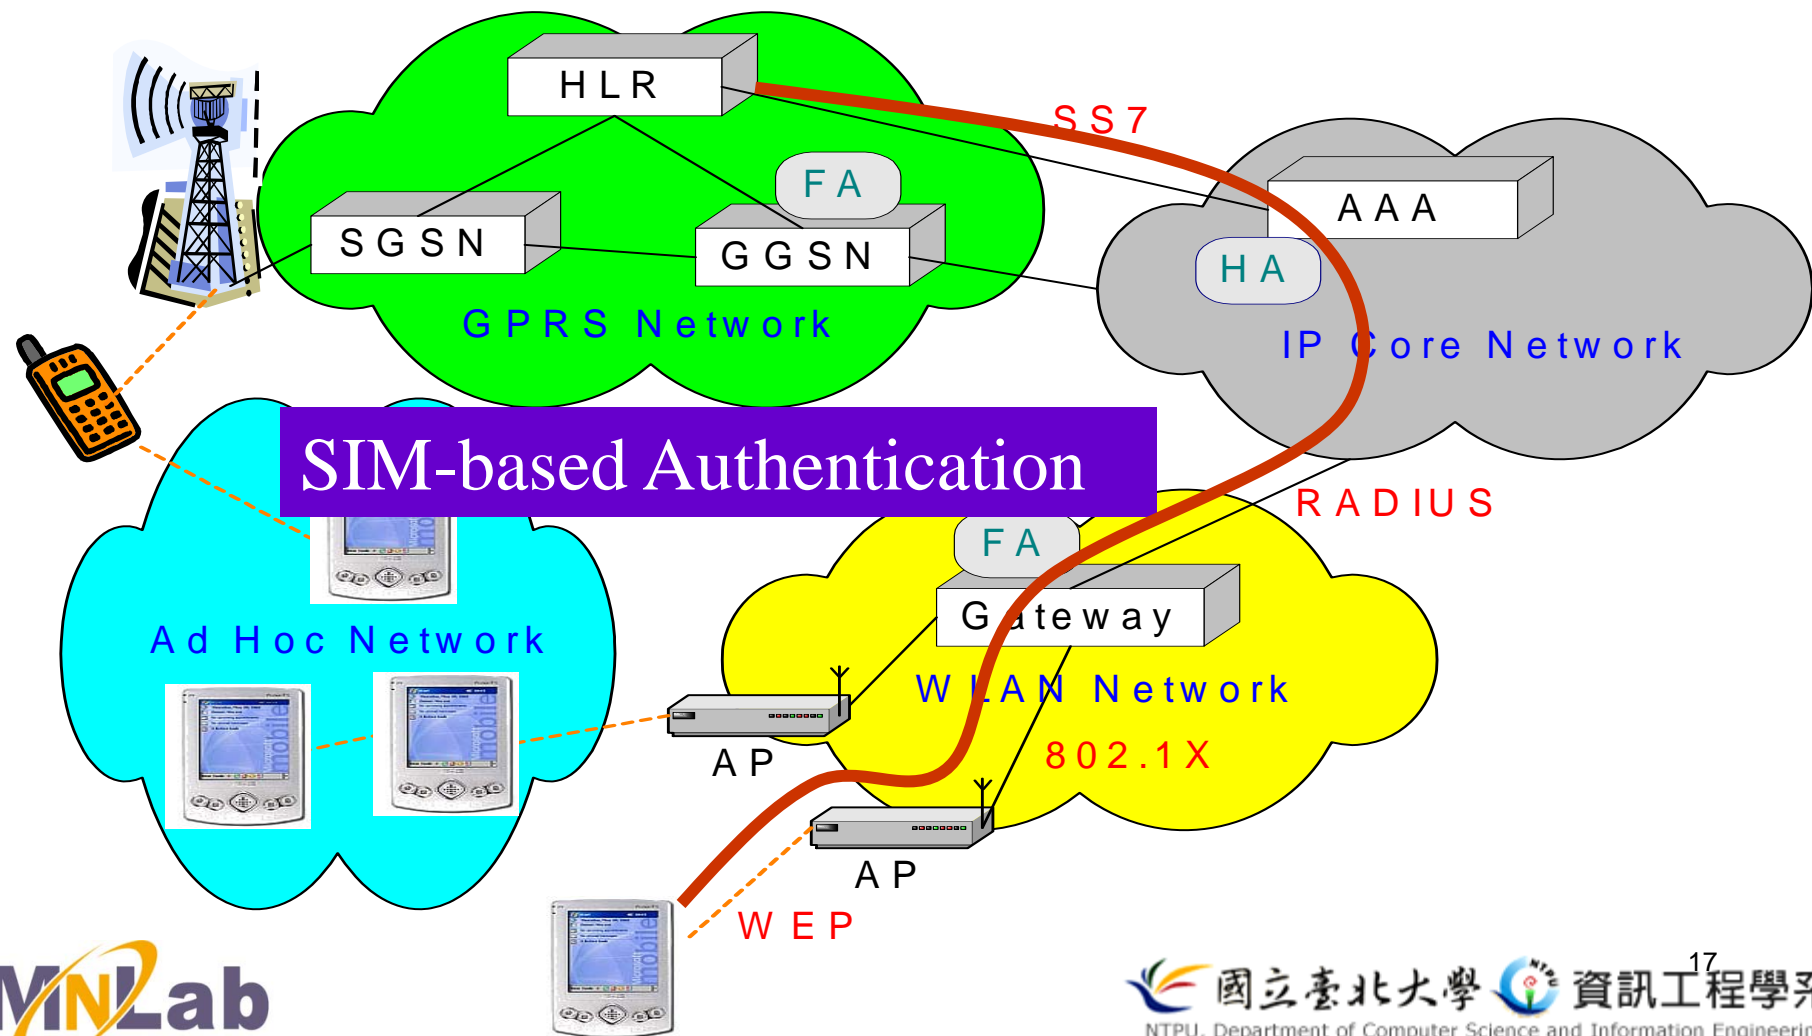 HLR
SS7
FA
AAA
SGSN
GGSN
HA
GPRS Network
IP Core Network
SIM-based Authentication
RADIUS
FA
Gateway
Ad Hoc Network
WLAN Network
802.1X
AP
AP
WEP
MNLab
17
國立臺北大學 資訊工程學系
NTPU, Department of Computer Science and Information Engineerin